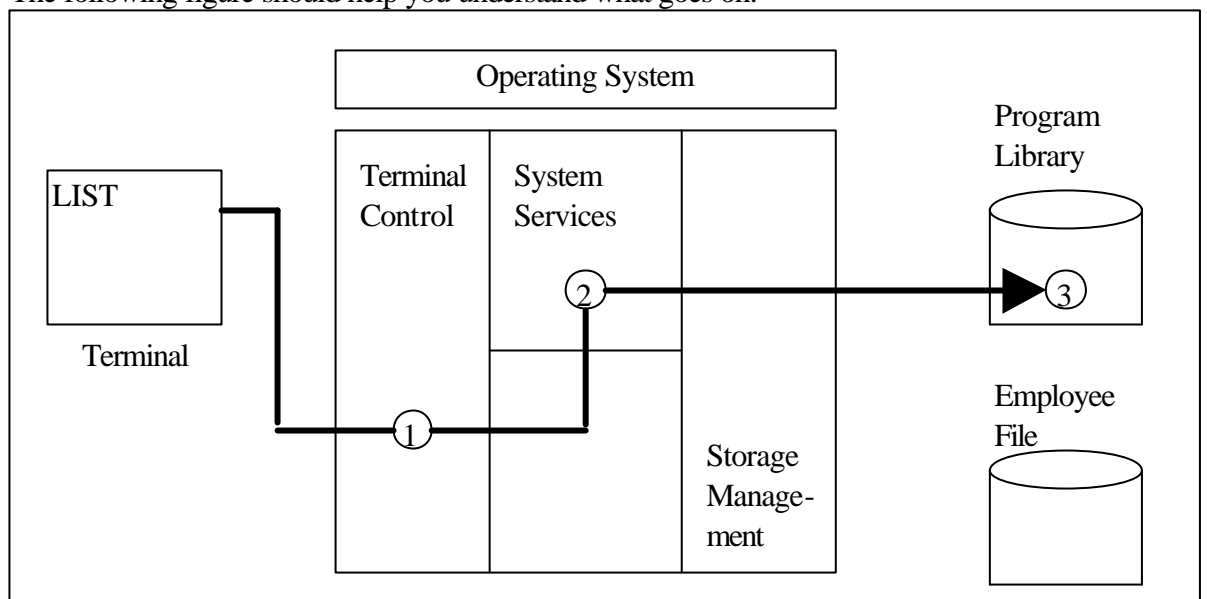 The following figure should help you understand what goes on.
Operating System
Terminal
Control
System
Services
Program
Library
LIST
2
3
Terminal
1
Employee
File
Storage
Manage-
ment